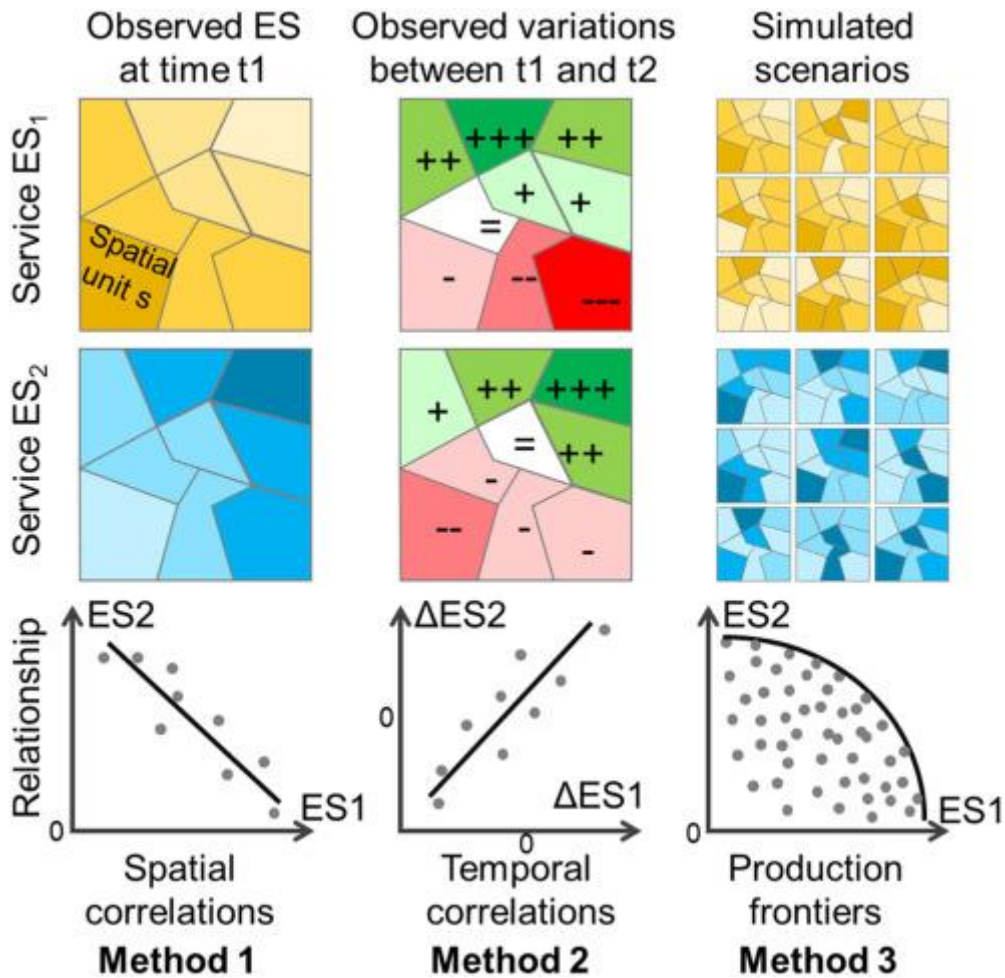 Observed ES
at time t1
Observed variations
between t1 and t2
Simulated
scenarios
Service ES1
Spatial
unit s
++
+++
++
+
+
=
-
--
---
Service ES2
+
++
+++
=
++
-
--
-
-
Relationship
ES2
0
ES1
ΔES2
0
ΔES1
0
ES2
0
ES1
Spatial
correlations
Temporal
correlations
Production
frontiers
Method 1
Method 2
Method 3